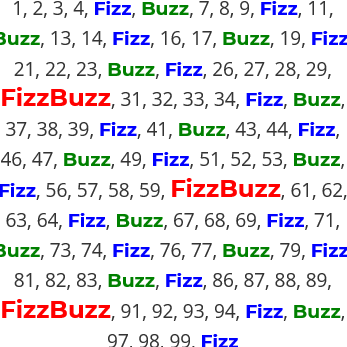 1, 2, 3, 4, Fizz, Buzz, 7, 8, 9, Fizz, 11,
Buzz, 13, 14, Fizz, 16, 17, Buzz, 19, Fizz
21, 22, 23, Buzz, Fizz, 26, 27, 28, 29,
FizzBuzz, 31, 32, 33, 34, Fizz, Buzz,
37, 38, 39, Fizz, 41, Buzz, 43, 44, Fizz,
46, 47, Buzz, 49, Fizz, 51, 52, 53, Buzz,
Fizz, 56, 57, 58, 59, FizzBuzz, 61, 62,
63, 64, Fizz, Buzz, 67, 68, 69, Fizz, 71,
Buzz, 73, 74, Fizz, 76, 77, Buzz, 79, Fizz
81, 82, 83, Buzz, Fizz, 86, 87, 88, 89,
FizzBuzz, 91, 92, 93, 94, Fizz, Buzz,
97, 98, 99, Fizz